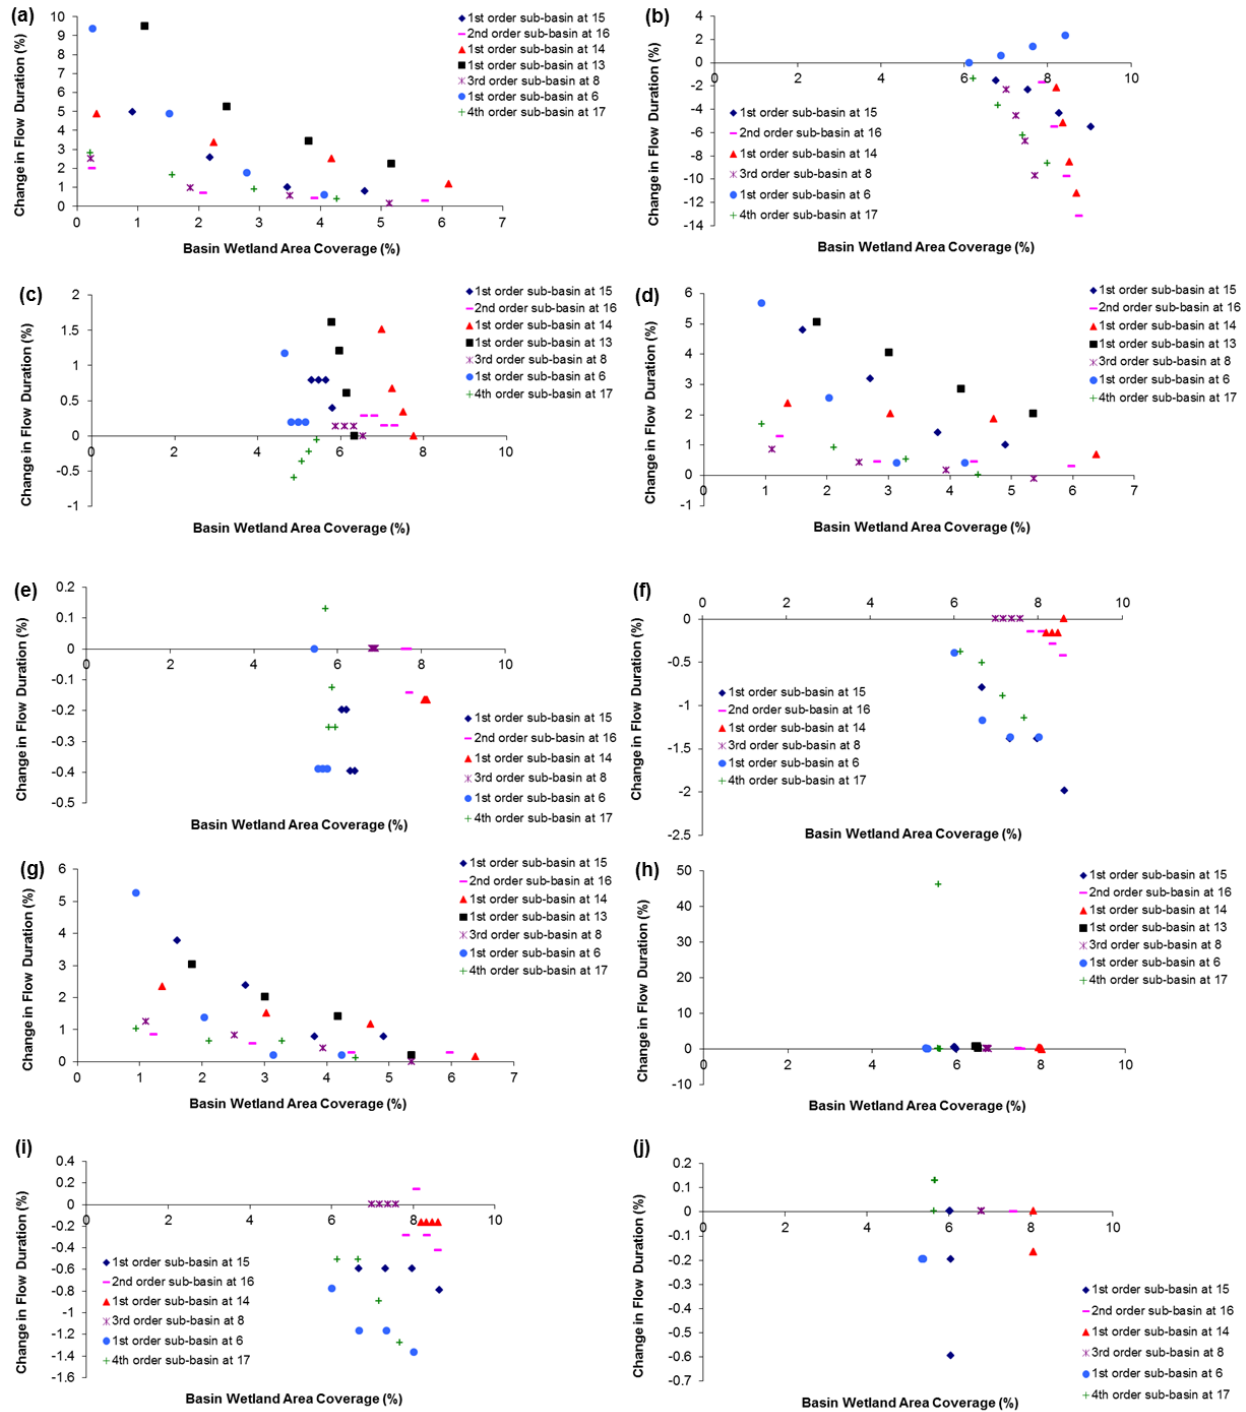 (a)
10
9
8
7
6
5
4
3
2
1
0
0 1 2 3 4 5 6 7
Change in Flow Duration (%)
Basin Wetland Area Coverage (%)
1st order sub-basin at 15
2nd order sub-basin at 16
1st order sub-basin at 14
1st order sub-basin at 13
3rd order sub-basin at 8
1st order sub-basin at 6
4th order sub-basin at 17
(b)
4
2
0
-2
-4
-6
-8
-10
-12
-14
0 2 4 6 8 10
Change in Flow Duration (%)
Basin Wetland Area Coverage (%)
1st order sub-basin at 15
2nd order sub-basin at 16
1st order sub-basin at 14
3rd order sub-basin at 8
1st order sub-basin at 6
4th order sub-basin at 17
(c)
2
1.5
1
0.5
0
-0.5
-1
2 4 6 8 10
Change in Flow Duration (%)
Basin Wetland Area Coverage (%)
1st order sub-basin at 15
2nd order sub-basin at 16
1st order sub-basin at 14
1st order sub-basin at 13
3rd order sub-basin at 8
1st order sub-basin at 6
4th order sub-basin at 17
(d)
6
5
4
3
2
1
0
-1
0 1 2 3 4 5 6 7
Change in Flow Duration (%)
Basin Wetland Area Coverage (%)
1st order sub-basin at 15
2nd order sub-basin at 16
1st order sub-basin at 14
1st order sub-basin at 13
3rd order sub-basin at 8
1st order sub-basin at 6
4th order sub-basin at 17
(e)
0.2
0.1
0
-0.1
-0.2
-0.3
-0.4
-0.5
0 2 4 6 8 10
Change in Flow Duration (%)
Basin Wetland Area Coverage (%)
1st order sub-basin at 15
2nd order sub-basin at 16
1st order sub-basin at 14
3rd order sub-basin at 8
1st order sub-basin at 6
4th order sub-basin at 17
(f)
0 2 4 6 8 10
0
-0.5
-1
-1.5
-2
-2.5
Change in Flow Duration (%)
Basin Wetland Area Coverage (%)
1st order sub-basin at 15
2nd order sub-basin at 16
1st order sub-basin at 14
3rd order sub-basin at 8
1st order sub-basin at 6
4th order sub-basin at 17
(g)
6
5
4
3
2
1
0
0 1 2 3 4 5 6 7
Change in Flow Duration (%)
Basin Wetland Area Coverage (%)
1st order sub-basin at 15
2nd order sub-basin at 16
1st order sub-basin at 14
1st order sub-basin at 13
3rd order sub-basin at 8
1st order sub-basin at 6
4th order sub-basin at 17
(h)
50
40
30
20
10
0
-10
0 2 4 6 8 10
Change in Flow Duration (%)
Basin Wetland Area Coverage (%)
1st order sub-basin at 15
2nd order sub-basin at 16
1st order sub-basin at 14
1st order sub-basin at 13
3rd order sub-basin at 8
1st order sub-basin at 6
4th order sub-basin at 17
(i)
0.4
0.2
0
-0.2
-0.4
-0.6
-0.8
-1
-1.2
-1.4
-1.6
0 2 4 6 8 10
Change in Flow Duration (%)
Basin Wetland Area Coverage (%)
1st order sub-basin at 15
2nd order sub-basin at 16
1st order sub-basin at 14
3rd order sub-basin at 8
1st order sub-basin at 6
4th order sub-basin at 17
(j)
0.2
0.1
0
-0.1
-0.2
-0.3
-0.4
-0.5
-0.6
-0.7
0 2 4 6 8 10
Change in Flow Duration (%)
Basin Wetland Area Coverage (%)
1st order sub-basin at 15
2nd order sub-basin at 16
1st order sub-basin at 14
3rd order sub-basin at 8
1st order sub-basin at 6
4th order sub-basin at 17